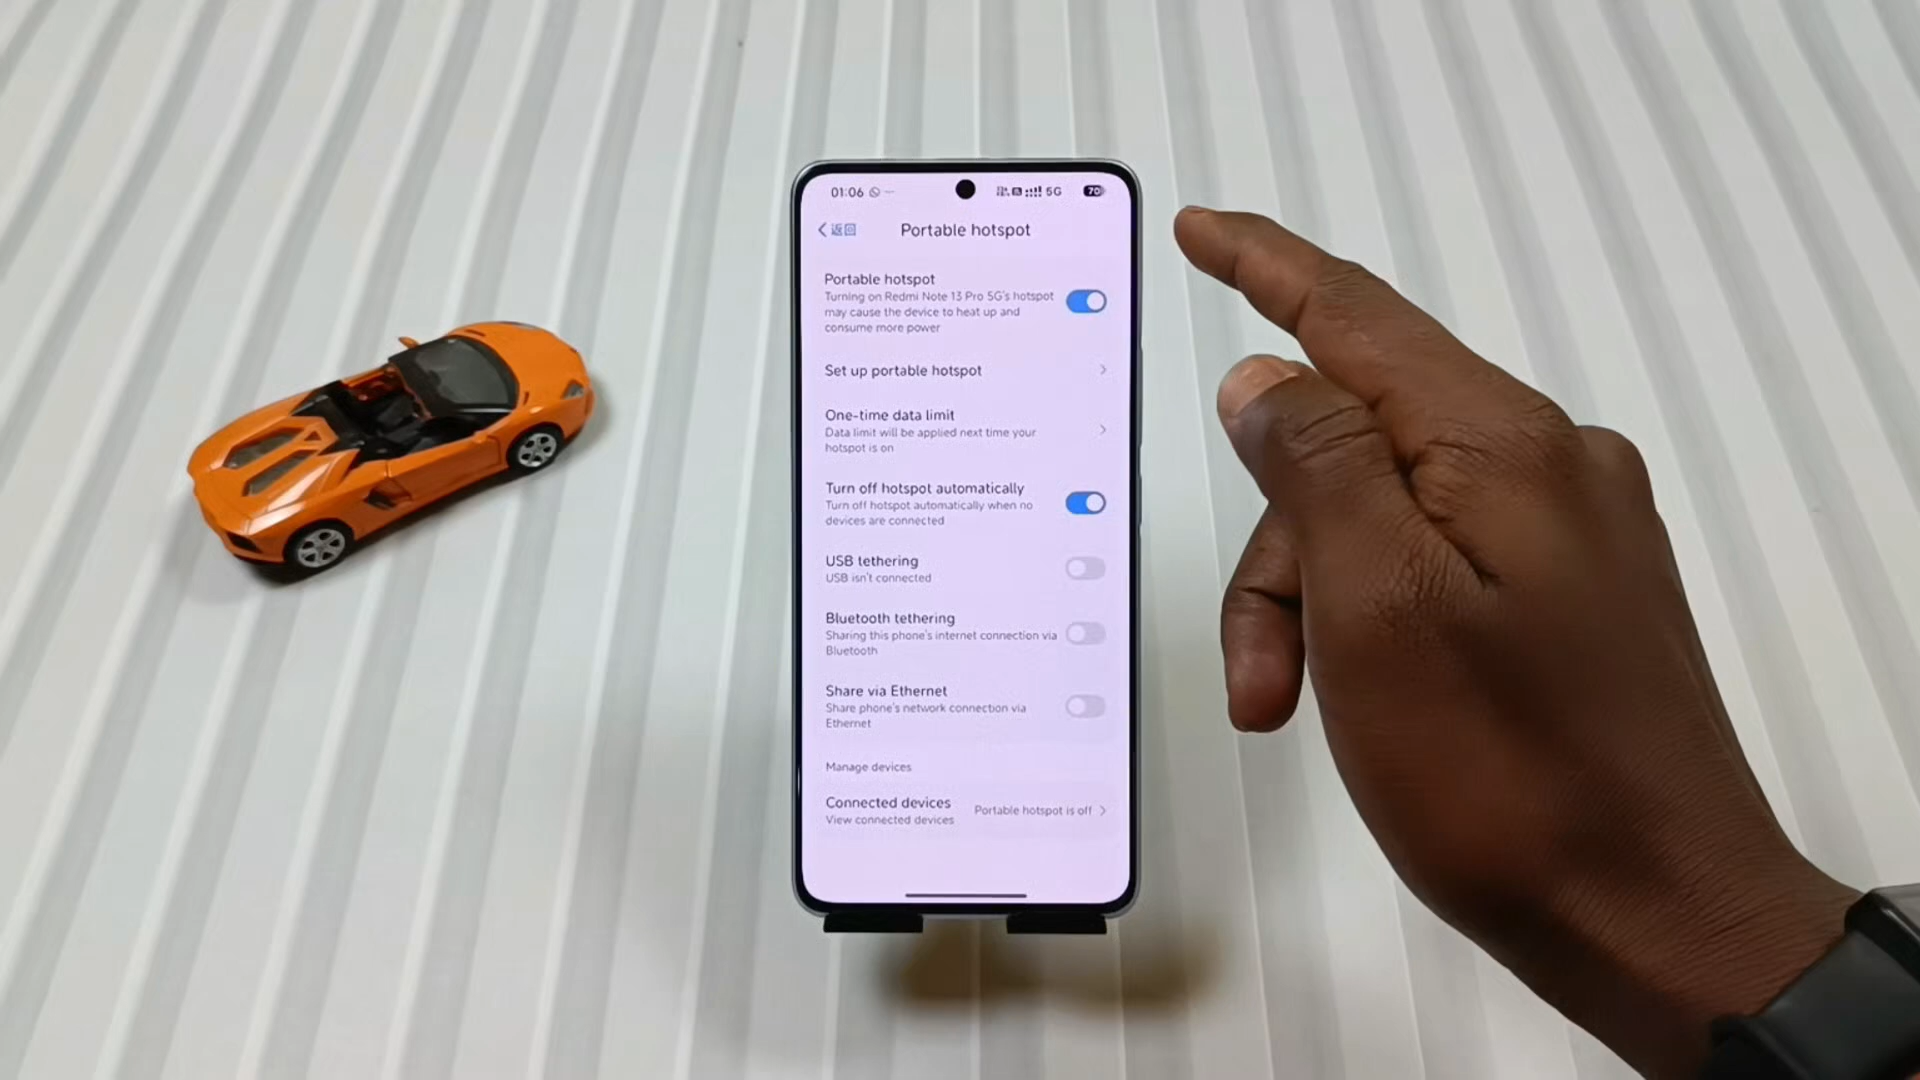 01:06
5G
70
返回
Portable hotspot
Portable hotspot
Turning on Redmi Note 13 Pro 5G's hotspot
may cause the device to heat up and
consume more power
Set up portable hotspot
One-time data limit
Data limit will be applied next time your
hotspot is on
Turn off hotspot automatically
Turn off hotspot automatically when no
devices are connected
USB tethering
USB isn't connected
Bluetooth tethering
Sharing this phone's internet connection via
Bluetooth
Share via Ethernet
Share phone's network connection via
Ethernet
Manage devices
Connected devices
Portable hotspot is off
View connected devices